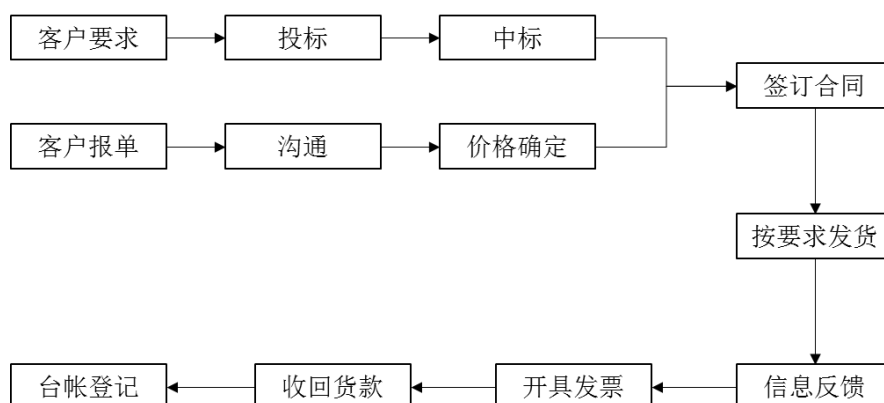 客户要求
投标
中标
签订合同
客户报单
沟通
价格确定
按要求发货
台帐登记
收回货款
开具发票
信息反馈